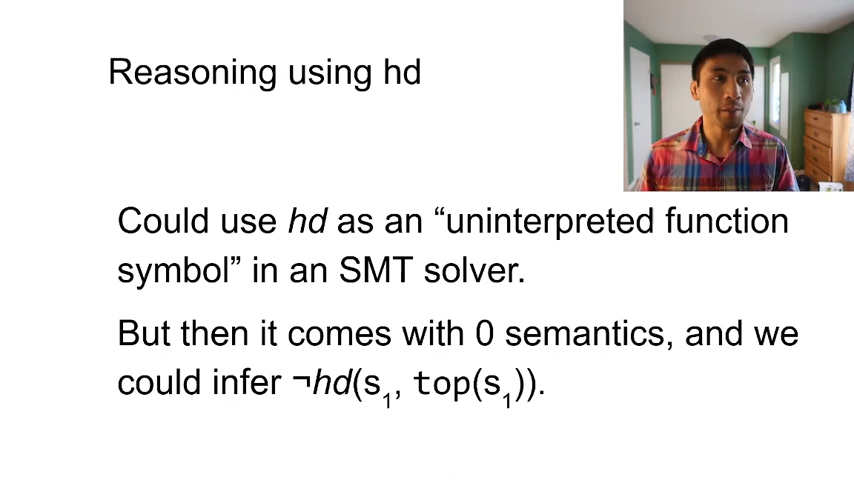 Reasoning using hd
Could use hd as an “uninterpreted function
symbol” in an SMT solver.
But then it comes with 0 semantics, and we
could infer ¬hd(s₁, top(s₁)).